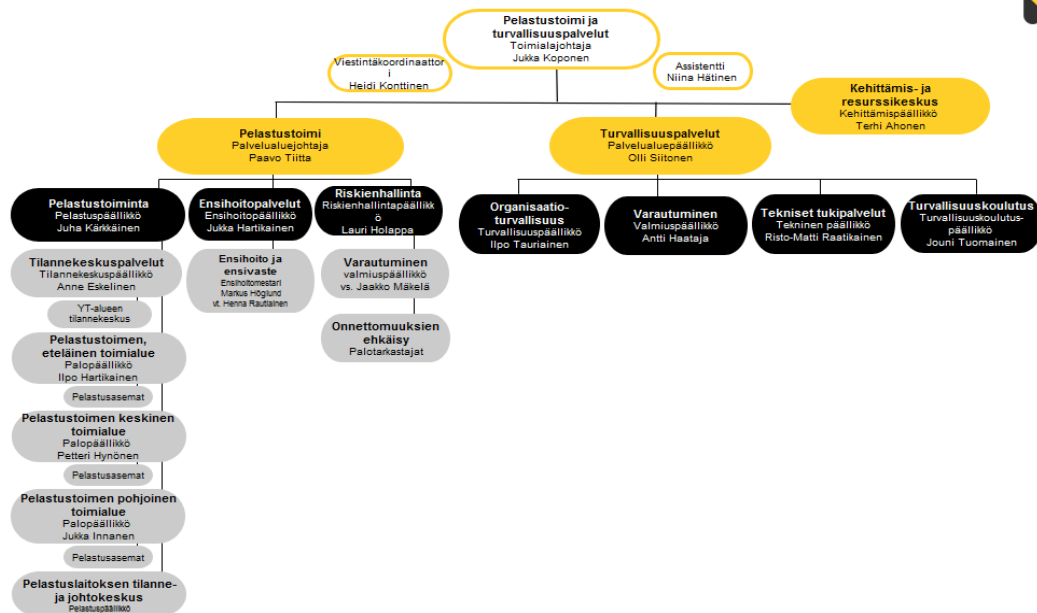 Pelastustoimi ja
turvallisuuspalvelut
Toimialajohtaja
Jukka Koponen
Viestintäkoordinaattor
i
Heidi Konttinen
Assistentti
Niina Hätinen
Kehittämis- ja
resurssikeskus
Kehittämispäällikkö
Terhi Ahonen
Pelastustoimi
Palvelualuejohtaja
Paavo Tiitta
Turvallisuuspalvelut
Palvelualuepäällikkö
Olli Siitonen
Pelastustoiminta
Pelastuspäällikkö
Juha Kärkkäinen
Ensihoitopalvelut
Ensihoitopäällikkö
Jukka Hartikainen
Riskienhallinta
Riskienhallintapäällikk
ö
Lauri Holappa
Organisaatio-
turvallisuus
Turvallisuuspäällikkö
Ilpo Tauriainen
Varautuminen
Valmiuspäällikkö
Antti Haataja
Tekniset tukipalvelut
Tekninen päällikkö
Risto-Matti Raatikainen
Turvallisuuskoulutus
Turvallisuuskoulutus-
päällikkö
Jouni Tuomainen
Tilannekeskuspalvelut
Tilannekeskuspäällikkö
Anne Eskelinen
YT-alueen
tilannekeskus
Pelastustoimen,
eteläinen toimialue
Palopäällikkö
Ilpo Hartikainen
Pelastusasemat
Pelastustoimen keskinen
toimialue
Palopäällikkö
Petteri Hynönen
Pelastusasemat
Pelastustoimen pohjoinen
toimialue
Palopäällikkö
Jukka Innanen
Pelastusasemat
Pelastuslaitoksen tilanne-
ja johtokeskus
Pelastuspäällikkö
Ensihoito ja
ensivaste
Ensihoitomestari
Markus Höglund
vt. Henna Rautiainen
Varautuminen
valmiuspäällikkö
vs. Jaakko Mäkelä
Onnettomuuksien
ehkäisy
Palotarkastajat